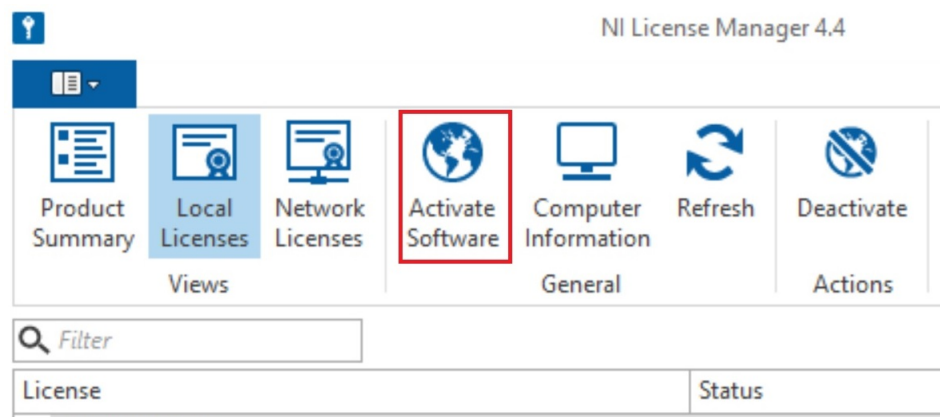 NI License Manager 4.4
Product Summary
Local Licenses
Network Licenses
Activate Software
Computer Information
Refresh
Deactivate
Views
General
Actions
Filter
License
Status